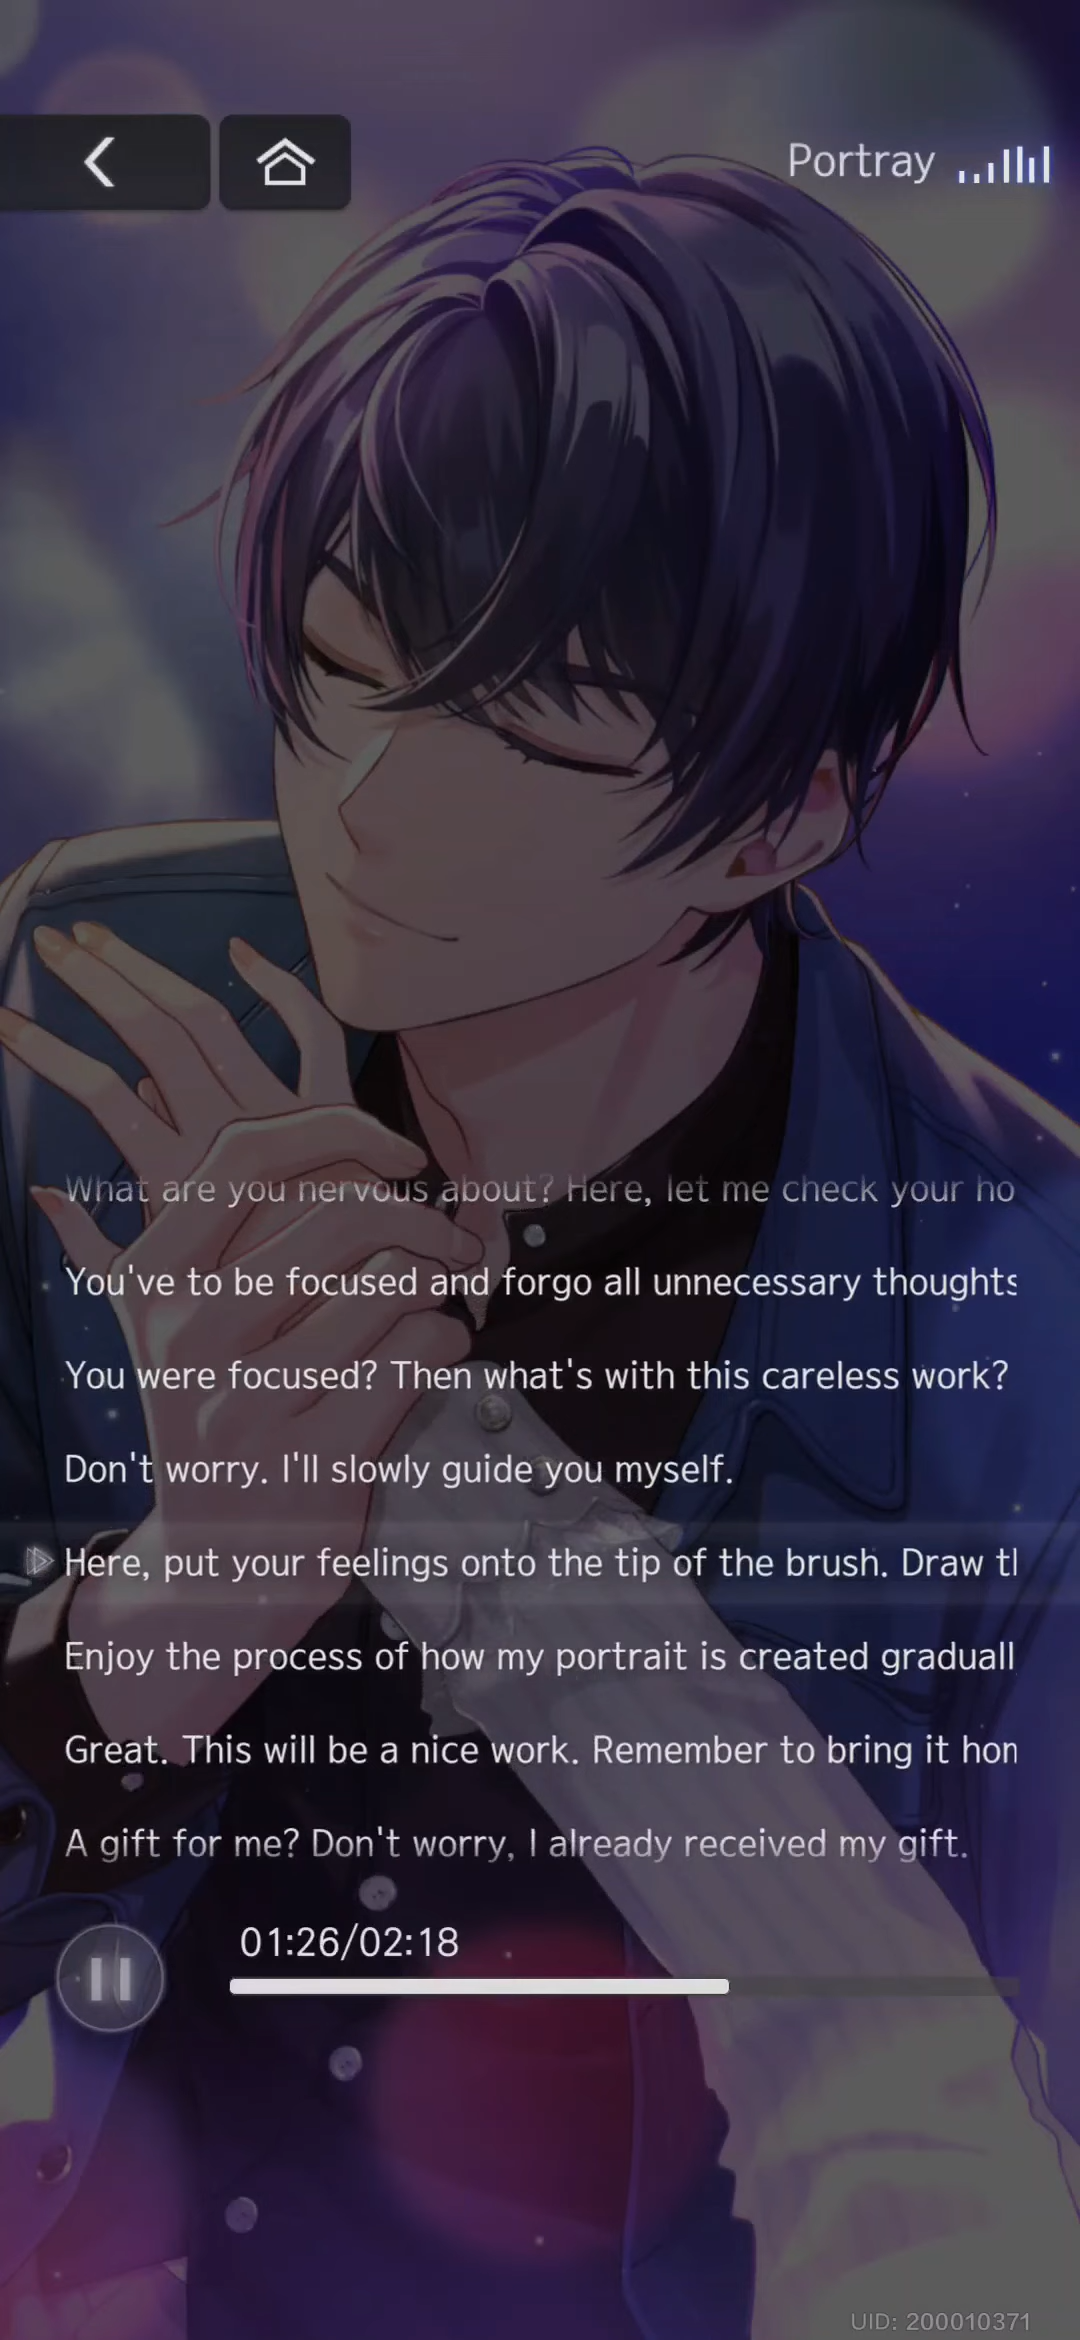 Portray
What are you nervous about? Here, let me check your ho
You've to be focused and forgo all unnecessary thoughts
You were focused? Then what's with this careless work?
Don't worry. I'll slowly guide you myself.
Here, put your feelings onto the tip of the brush. Draw
Enjoy the process of how my portrait is created graduall
Great. This will be a nice work. Remember to bring it
A gift for me? Don't worry, I already received my gift.
01:26/02:18
UID: 200010371